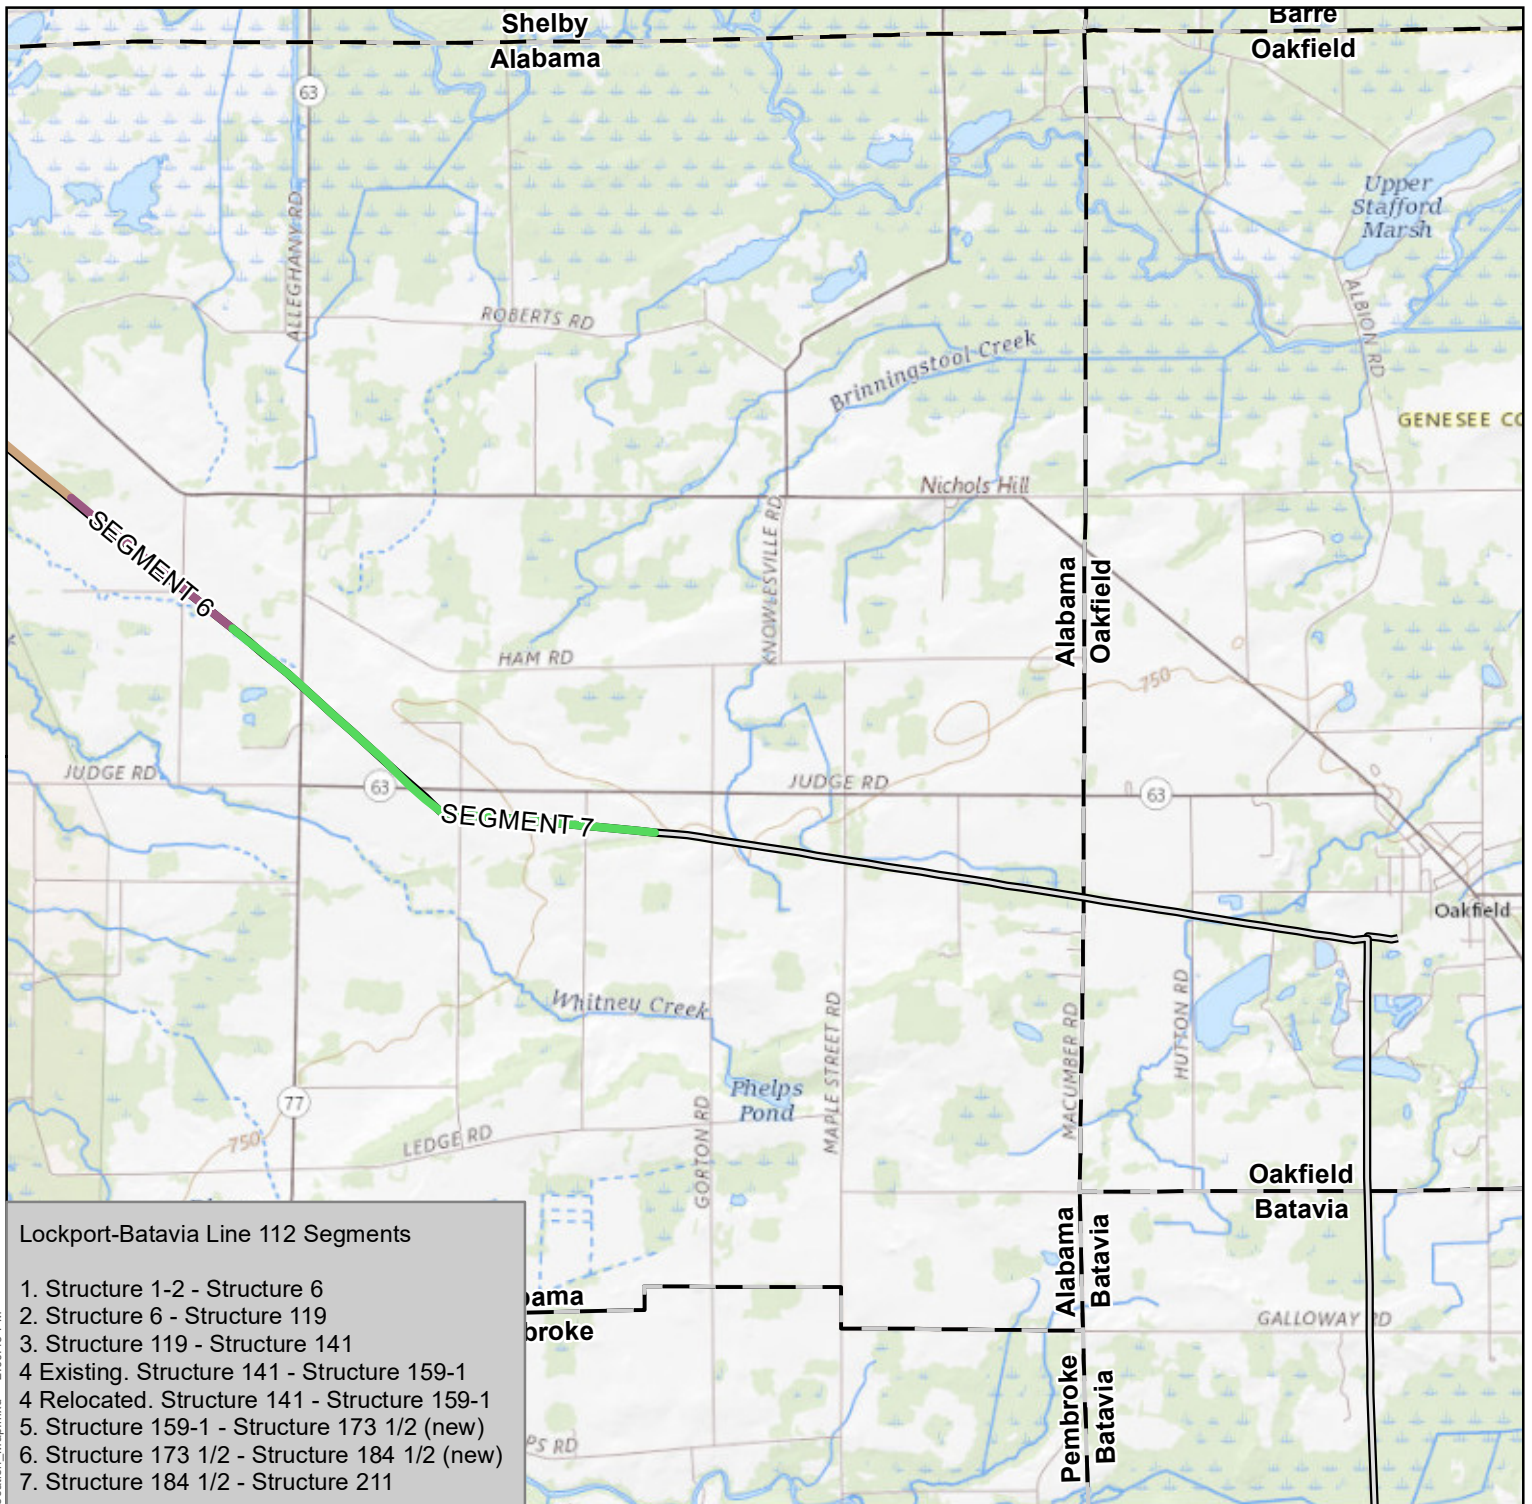 Shelby
Alabama
Barre
Oakfield
63
ALLEGHANY RD
Upper
Stafford
Marsh
ROBERTS RD
ALBION RD
Brinningstool Creek
GENESEE CO
Nichols Hill
SEGMENT 6
KNOWLESVILLE RD
Alabama
Oakfield
HAM RD
750
JUDGE RD
63
JUDGE RD
63
SEGMENT 7
Oakfield
Whitney Creek
MAPLE STREET RD
MACUMBER RD
HUTTON RD
Phelps
Pond
77
750
LEDGE RD
GORTON RD
Oakfield
Batavia
Alabama
Batavia
bama
broke
GALLOWAY RD
Pembroke
Batavia
PS RD
Lockport-Batavia Line 112 Segments
1. Structure 1-2 - Structure 6
2. Structure 6 - Structure 119
3. Structure 119 - Structure 141
4 Existing. Structure 141 - Structure 159-1
4 Relocated. Structure 141 - Structure 159-1
5. Structure 159-1 - Structure 173 1/2 (new)
6. Structure 173 1/2 - Structure 184 1/2 (new)
7. Structure 184 1/2 - Structure 211